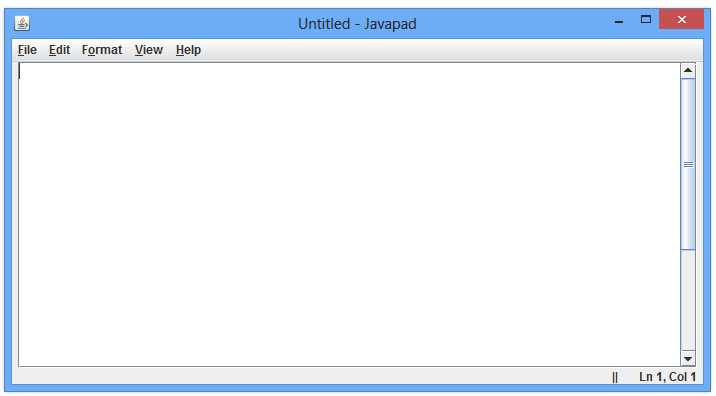 Untitled - Javapad
File Edit Format View Help
|| Ln 1, Col 1